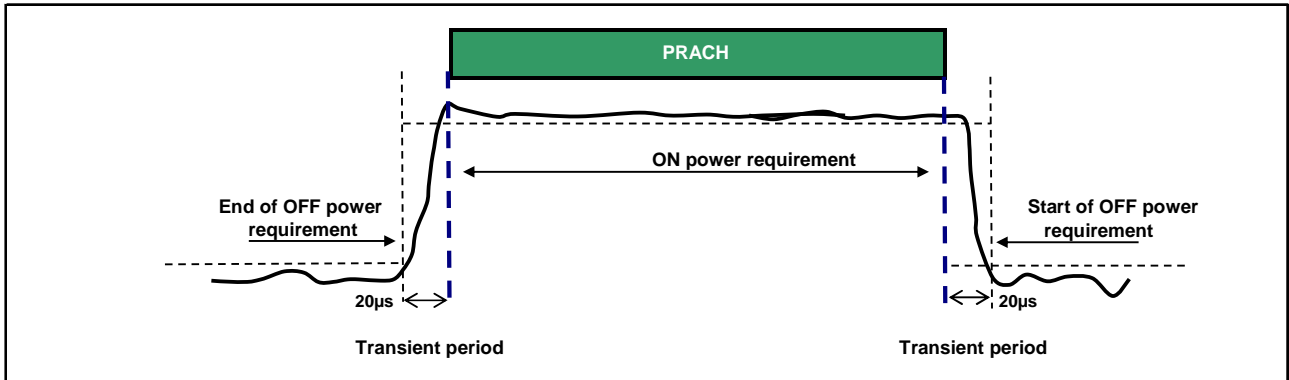 PRACH
ON power requirement
End of OFF power
requirement
Start of OFF power
requirement
20µs
20µs
Transient period
Transient period